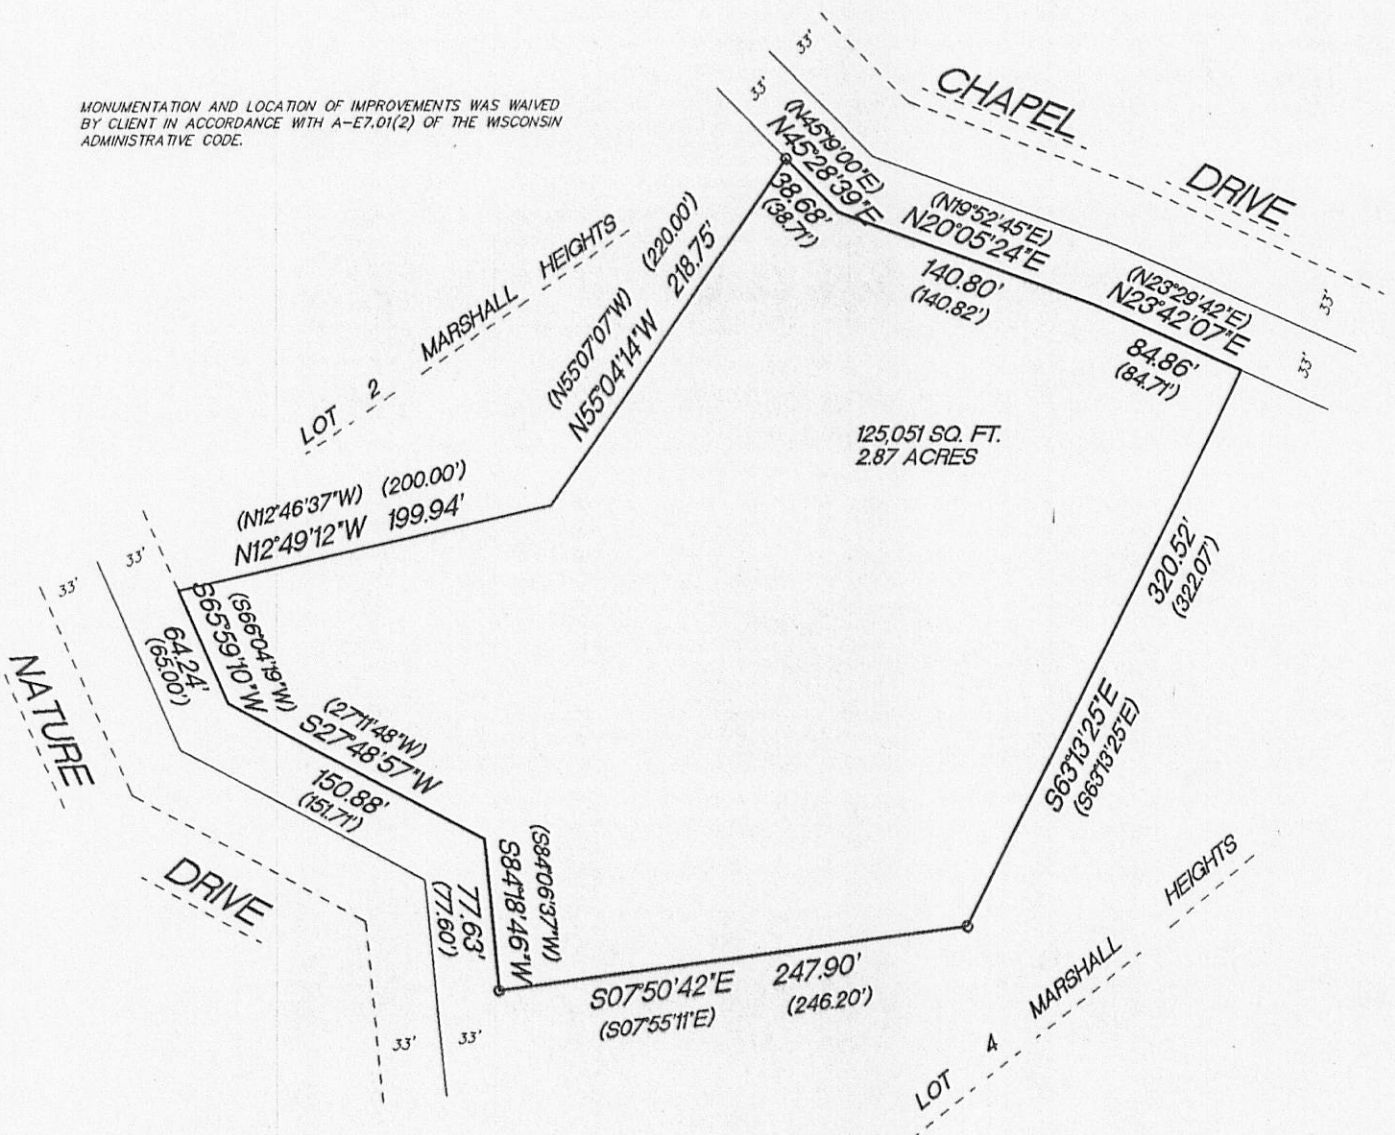 MONUMENTATION AND LOCATION OF IMPROVEMENTS WAS WAIVED
BY CLIENT IN ACCORDANCE WITH A-E7.01(2) OF THE WISCONSIN
ADMINISTRATIVE CODE.
33'
33'
CHAPEL
DRIVE
(N45°19'00"E)
N45°28'39"E
38.68'
(38.71')
(N19°52'45"E)
N20°05'24"E
140.80'
(140.82')
(N23°29'42"E)
N23°42'07"E
84.86'
(84.71')
33'
33'
LOT 2 MARSHALL HEIGHTS
(N55°07'07"W) (220.00')
N55°04'14"W 218.75'
125,051 SQ. FT.
2.87 ACRES
(N12°46'37"W) (200.00')
N12°49'12"W 199.94'
33'
33'
(S66°04'19"W)
S65°59'10"W
64.24'
(65.00')
NATURE
DRIVE
(27°11'48"W)
S27°48'57"W
150.88'
(151.71')
320.52'
(322.07')
S63°13'25"E
(S63°13'25"E)
(S84°06'37"W)
S84°18'46"W
77.63'
(77.60')
S07°50'42"E 247.90'
(S07°55'11"E) (246.20')
33'
33'
LOT 4 MARSHALL HEIGHTS